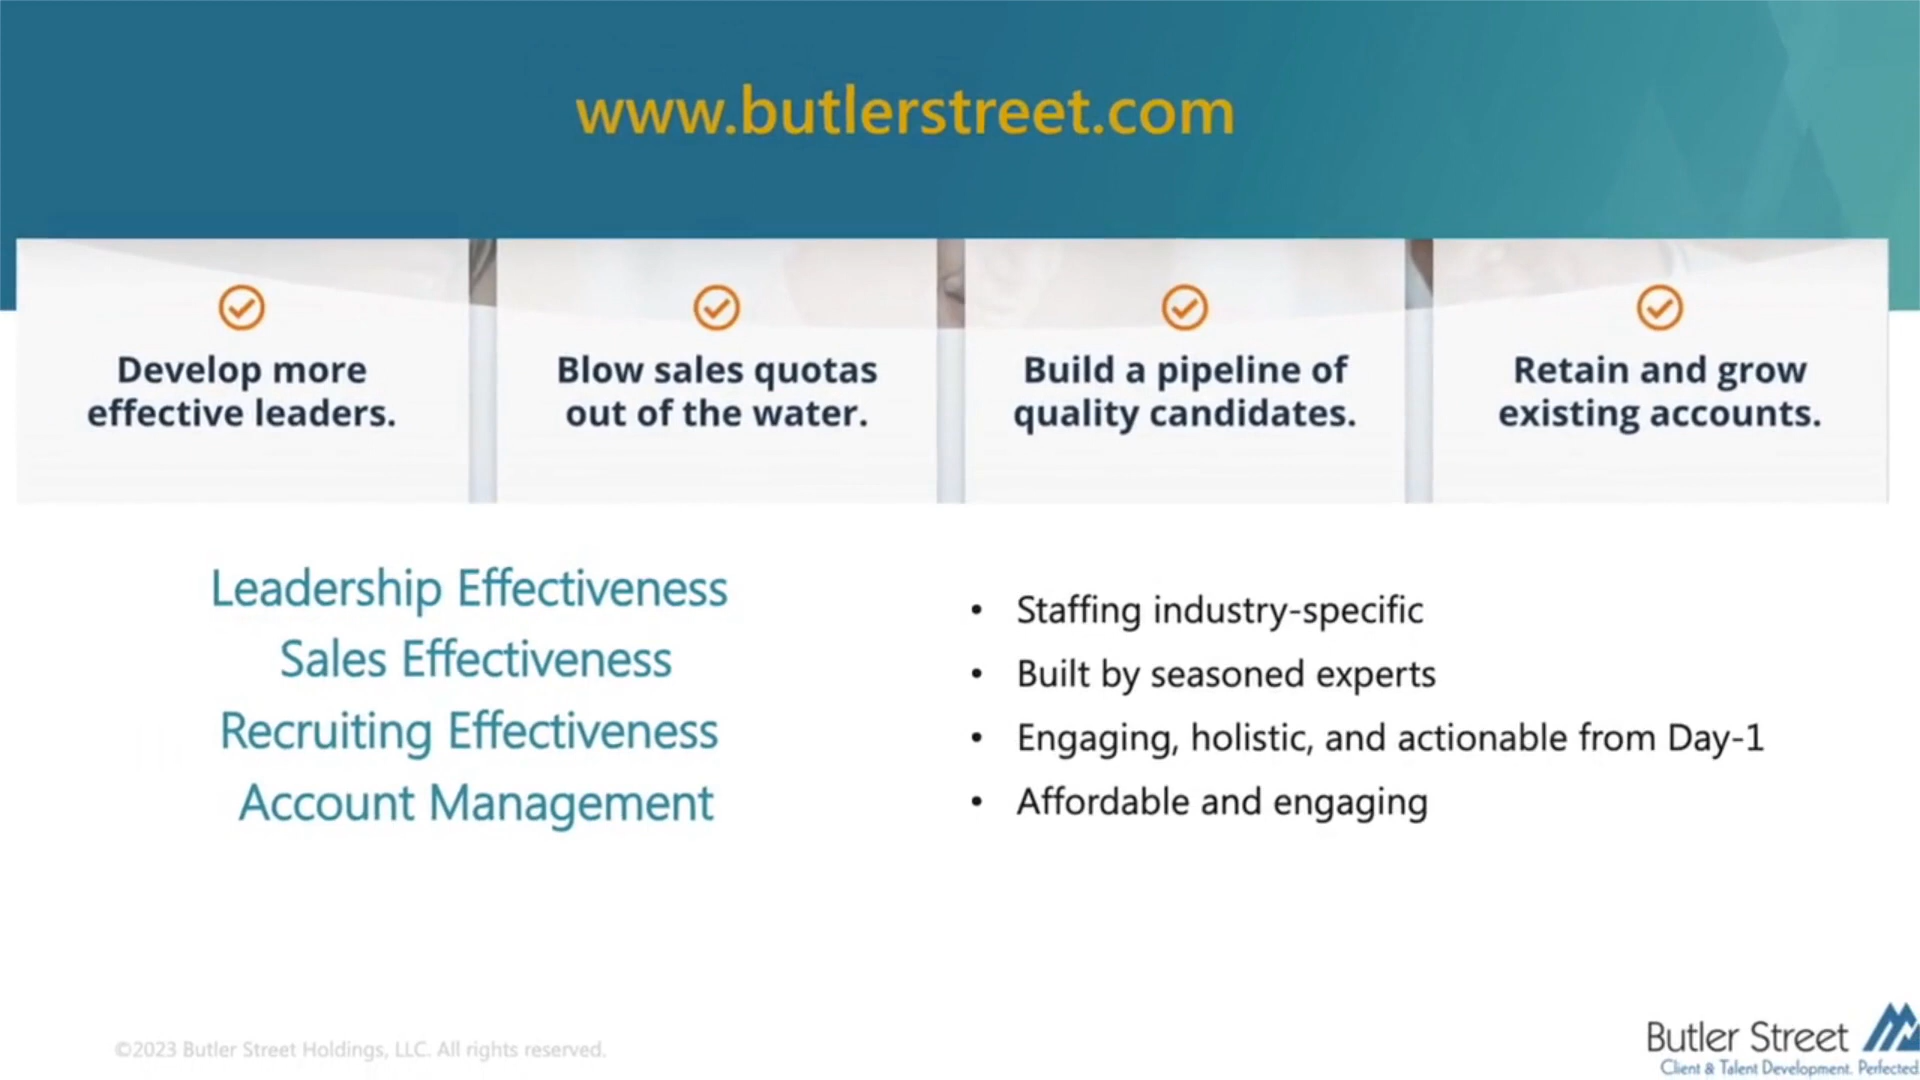 www.butlerstreet.com
Develop more
effective leaders.
Blow sales quotas
out of the water.
Build a pipeline of
quality candidates.
Retain and grow
existing accounts.
Leadership Effectiveness
Sales Effectiveness
Recruiting Effectiveness
Account Management
• Staffing industry-specific
• Built by seasoned experts
• Engaging, holistic, and actionable from Day-1
• Affordable and engaging
©2023 Butler Street Holdings, LLC. All rights reserved.
Butler Street
Client & Talent Development. Perfected